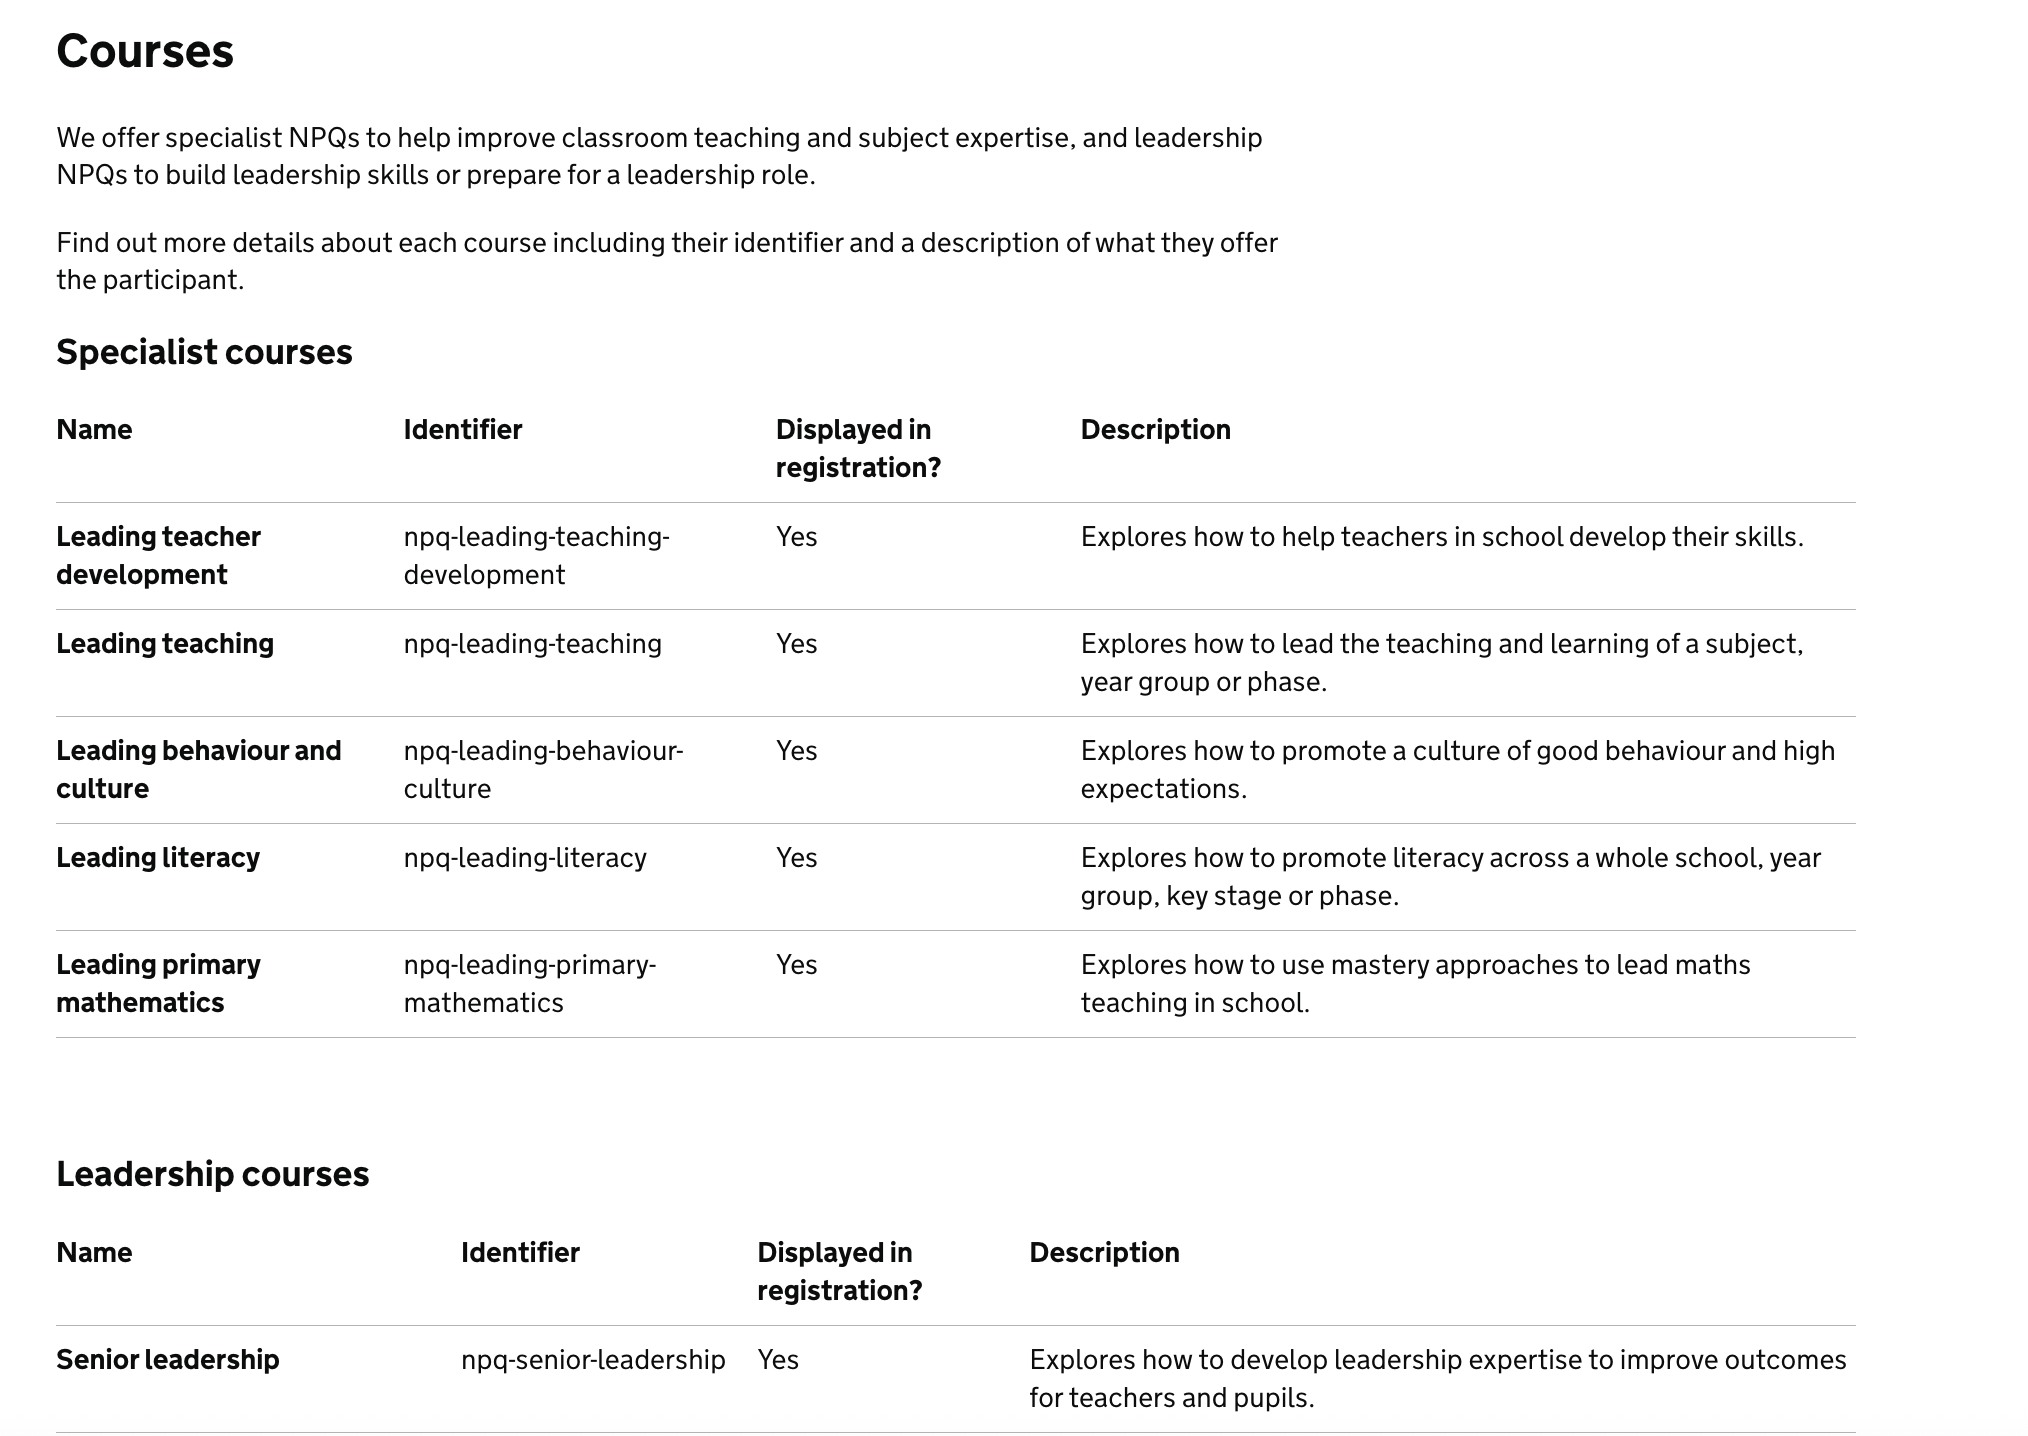 Courses
We offer specialist NPQs to help improve classroom teaching and subject expertise, and leadership
NPQs to build leadership skills or prepare for a leadership role.
Find out more details about each course including their identifier and a description of what they offer
the participant.
Specialist courses
Name Identifier Displayed in registration? Description
Leading teacher development npq-leading-teaching-development Yes Explores how to help teachers in school develop their skills.
Leading teaching npq-leading-teaching Yes Explores how to lead the teaching and learning of a subject, year group or phase.
Leading behaviour and culture npq-leading-behaviour-culture Yes Explores how to promote a culture of good behaviour and high expectations.
Leading literacy npq-leading-literacy Yes Explores how to promote literacy across a whole school, year group, key stage or phase.
Leading primary mathematics npq-leading-primary-mathematics Yes Explores how to use mastery approaches to lead maths teaching in school.
Leadership courses
Name Identifier Displayed in registration? Description
Senior leadership npq-senior-leadership Yes Explores how to develop leadership expertise to improve outcomes for teachers and pupils.